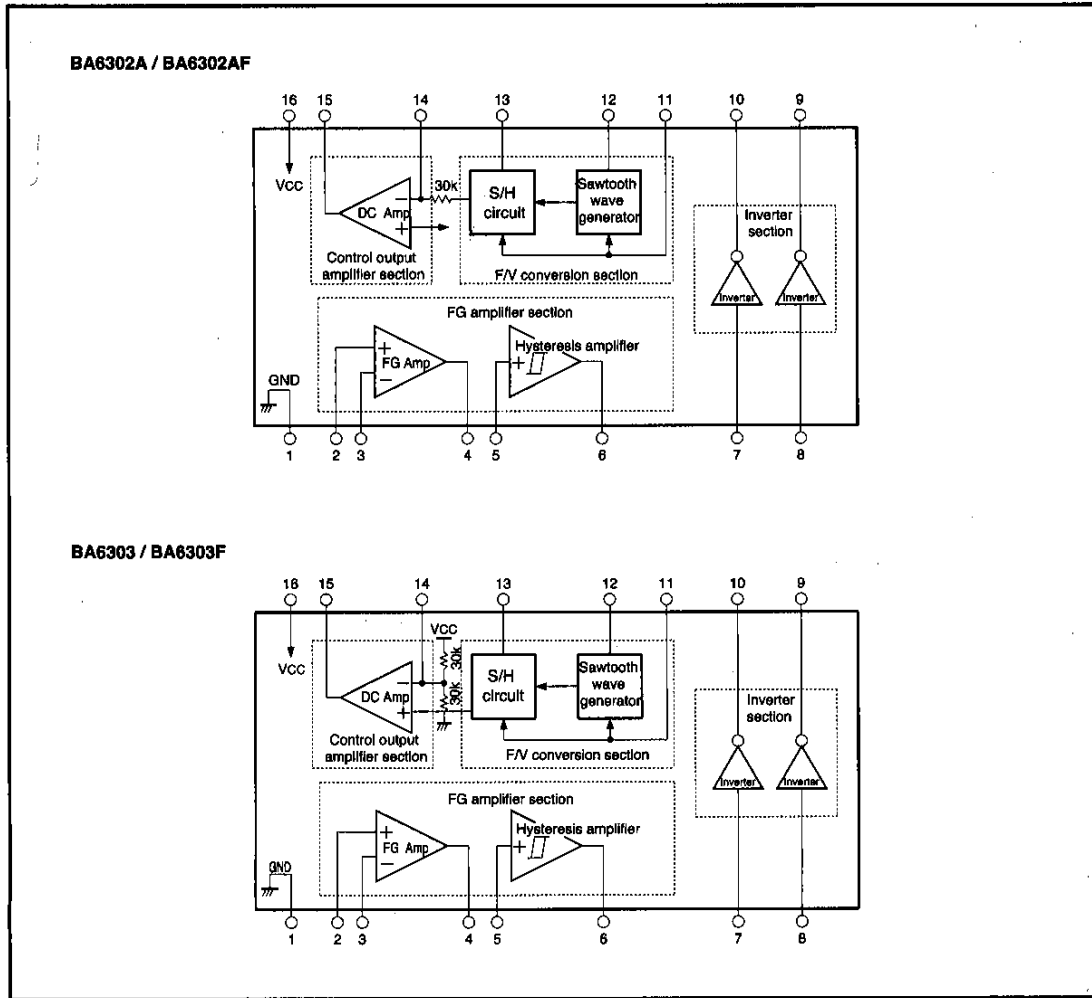 BA6302A / BA6302AF
16 15 14 13 12 11 10 9
VCC
30k
DC Amp
−
+
Control output
amplifier section
S/H
circuit
Sawtooth
wave
generator
F/V conversion section
Inverter
section
Inverter
Inverter
FG amplifier section
+
FG Amp
−
Hysteresis amplifier
+
GND
1 2 3 4 5 6 7 8
BA6303 / BA6303F
16 15 14 13 12 11 10 9
VCC
VCC
30k
30k
DC Amp
−
+
Control output
amplifier section
S/H
circuit
Sawtooth
wave
generator
F/V conversion section
Inverter
section
Inverter
Inverter
FG amplifier section
+
FG Amp
−
Hysteresis amplifier
+
GND
1 2 3 4 5 6 7 8